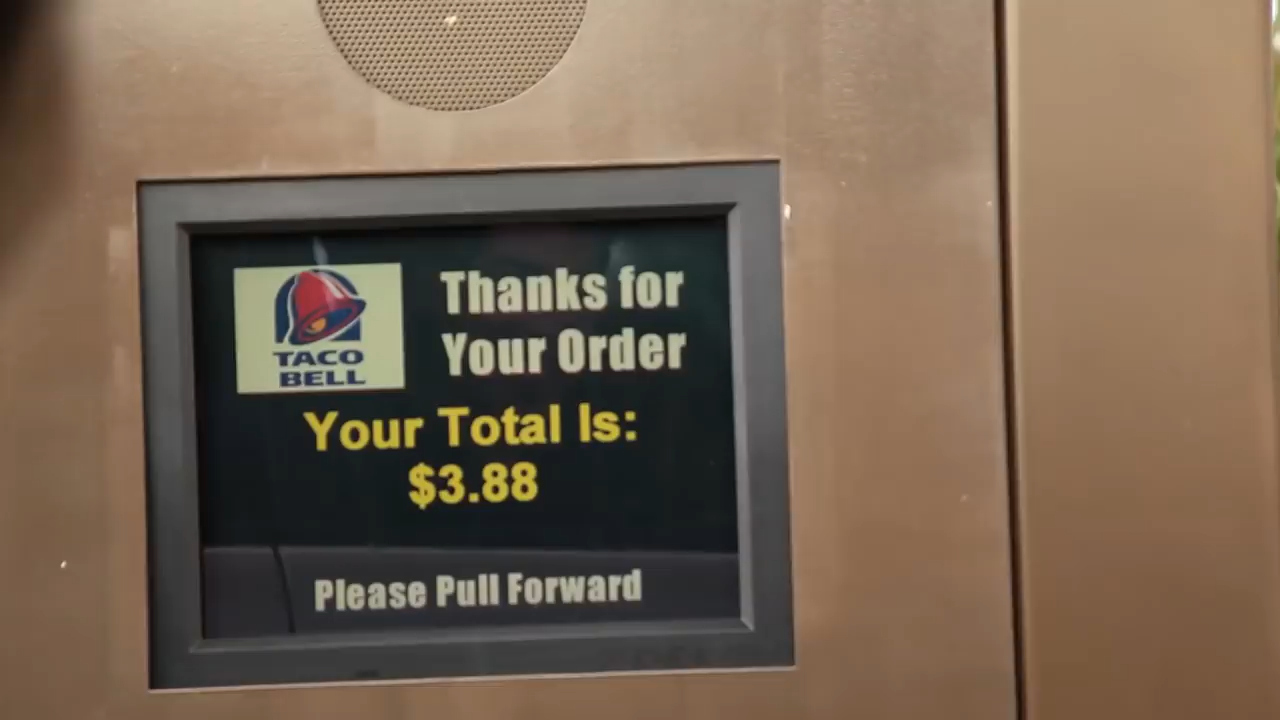 TACO
BELL
Thanks for
Your Order
Your Total Is:
$3.88
Please Pull Forward